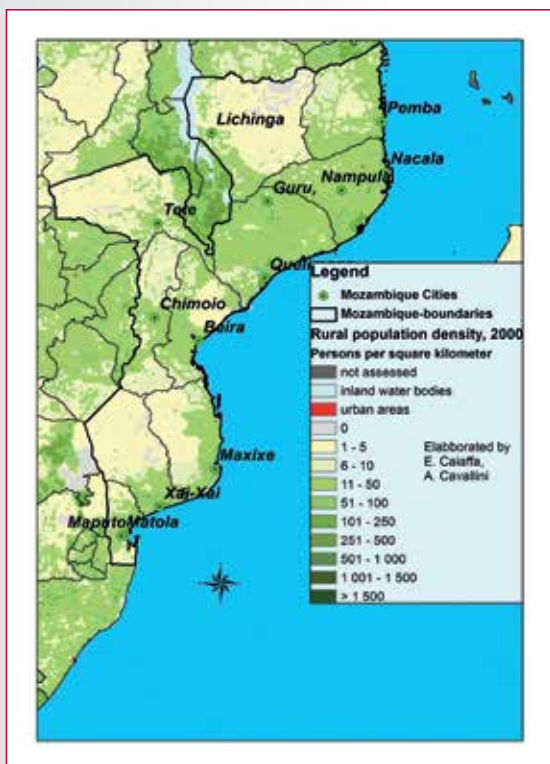 Lichinga
Pemba
Nacala
Nampula
Guru,
Tete
Chimoio
Beira
Maxixe
Xai-Xai
Maputo Matola
Legend
Mozambique Cities
Mozambique-boundaries
Rural population density, 2000
Persons per square kilometer
not assessed
inland water bodies
urban areas
0
1 - 5
6 - 10
11 - 50
51 - 100
101 - 250
251 - 500
501 - 1 000
1 001 - 1 500
> 1 500
Elabborated by
E. Caiaffa,
A. Cavallini